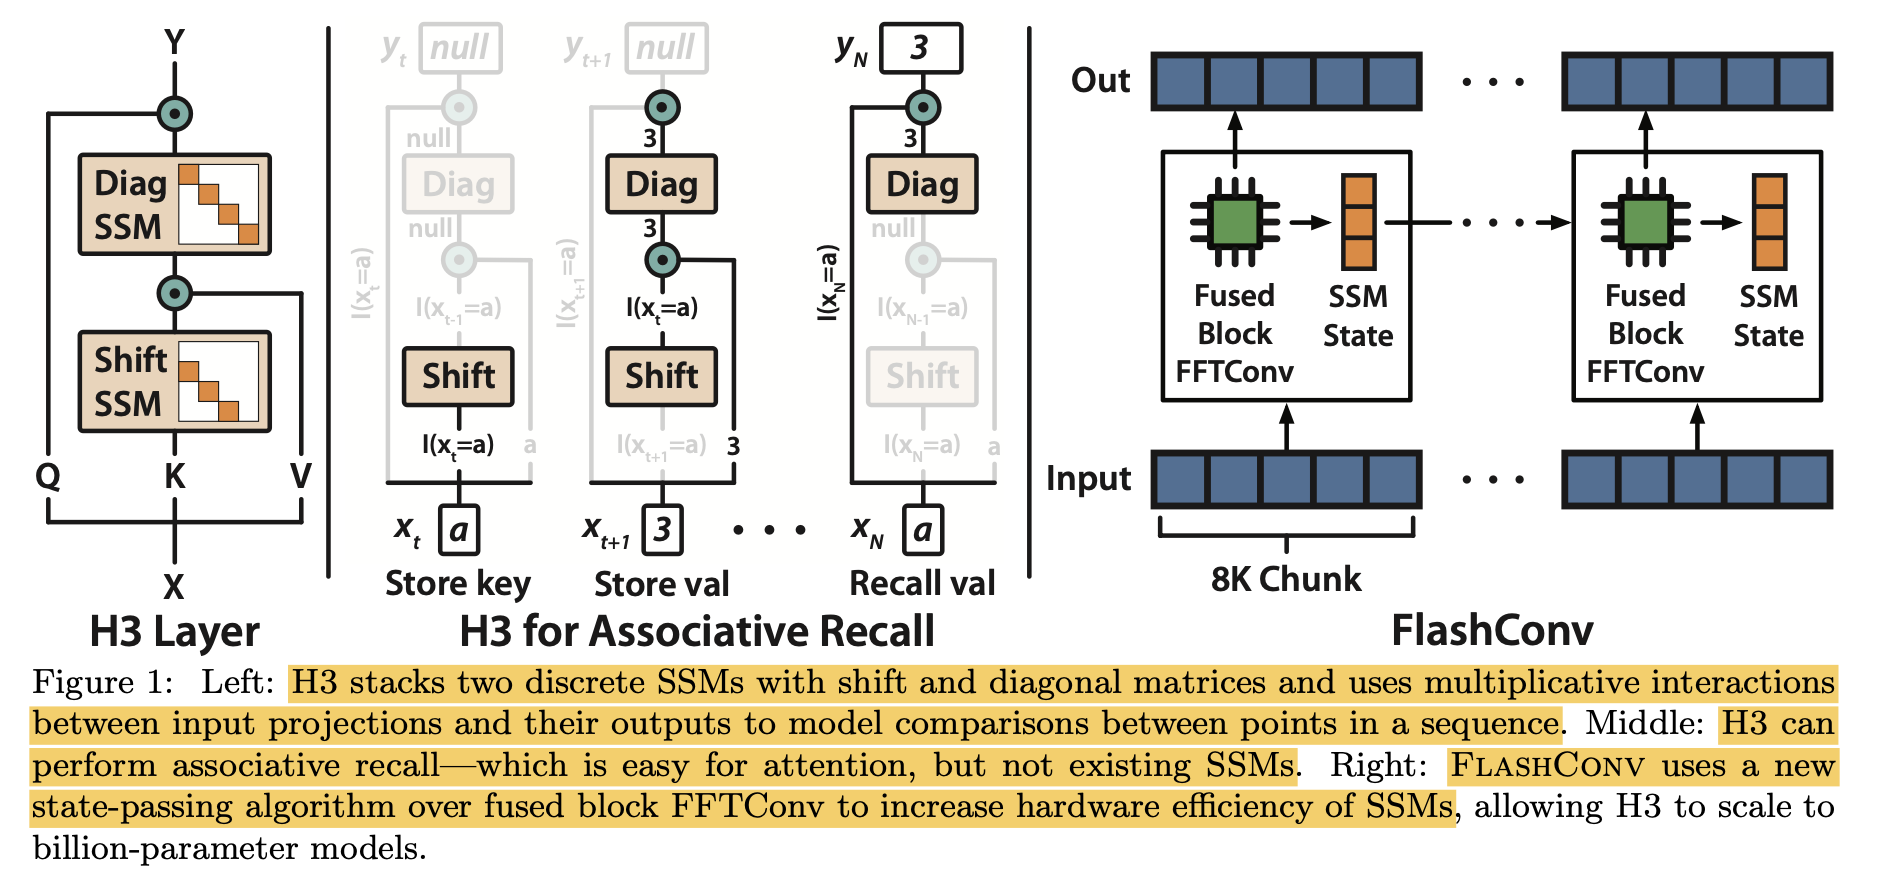 Y
Diag
SSM
Shift
SSM
Q K V
X
H3 Layer
y_t null
null
Diag
null
I(x_t=a)
I(x_{t-1}=a)
Shift
I(x_t=a) a
x_t a
Store key
y_{t+1} null
3
Diag
3
I(x_{t+1}=a)
I(x_t=a)
Shift
I(x_{t+1}=a) 3
x_{t+1} 3
Store val
• • •
y_N 3
3
Diag
null
I(x_N=a)
I(x_{N-1}=a)
Shift
I(x_N=a) a
x_N a
Recall val
H3 for Associative Recall
Out • • •
Fused
Block
FFTConv
SSM
State
• • •
Fused
Block
FFTConv
SSM
State
Input • • •
8K Chunk
FlashConv
Figure 1: Left: H3 stacks two discrete SSMs with shift and diagonal matrices and uses multiplicative interactions
between input projections and their outputs to model comparisons between points in a sequence. Middle: H3 can
perform associative recall—which is easy for attention, but not existing SSMs. Right: FLASHCONV uses a new
state-passing algorithm over fused block FFTConv to increase hardware efficiency of SSMs, allowing H3 to scale to
billion-parameter models.